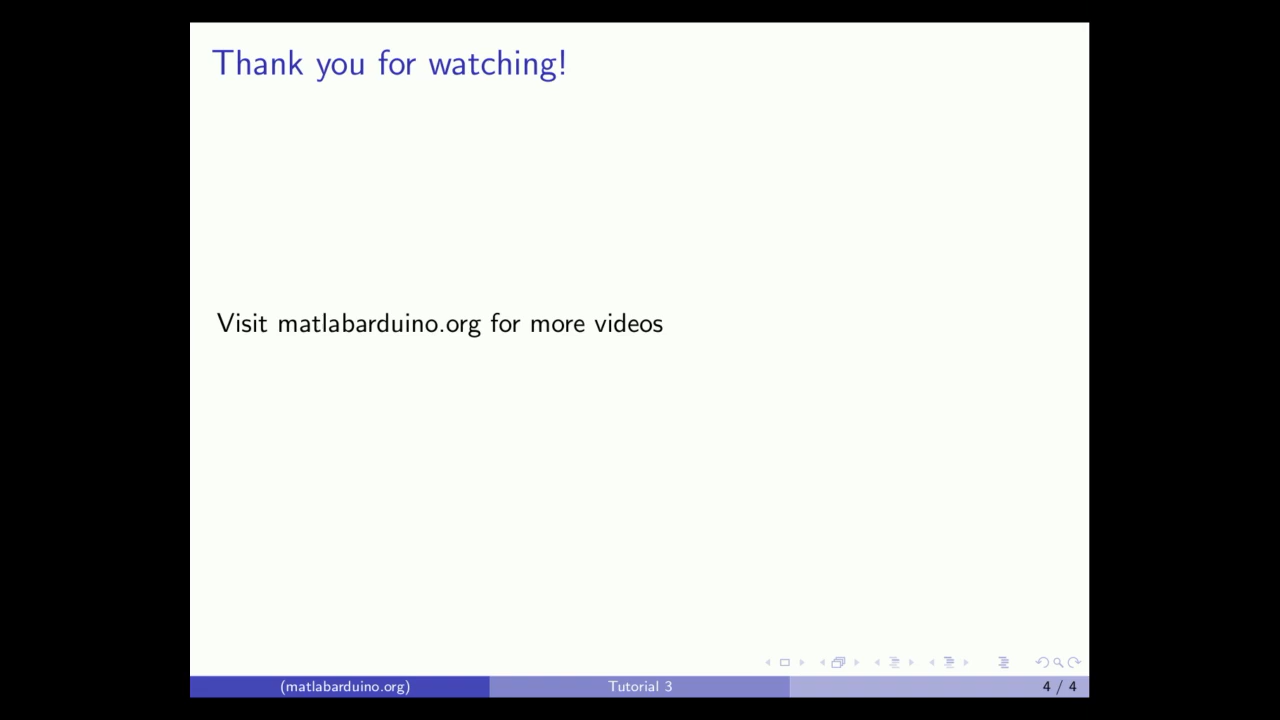 Thank you for watching!
Visit matlabarduino.org for more videos
(matlabarduino.org)
Tutorial 3
4 / 4